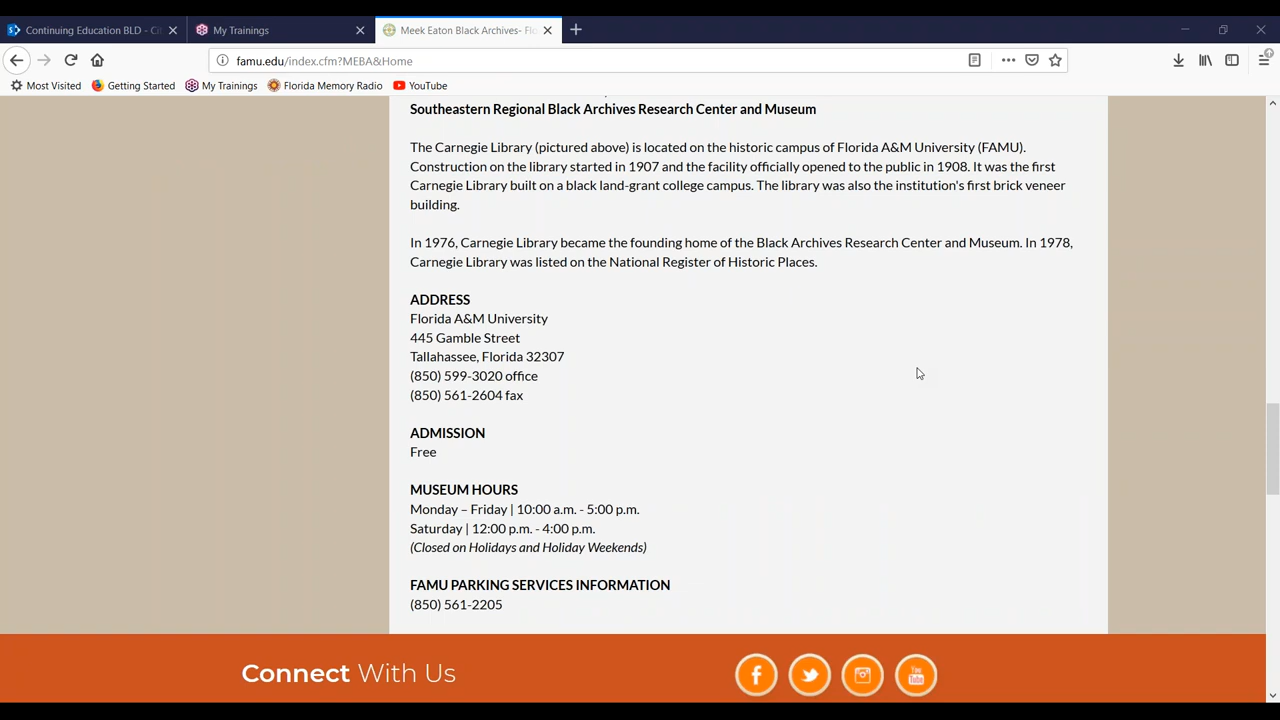 Continuing Education BLD - Ci
My Trainings
Meek Eaton Black Archives- Flo
famu.edu/index.cfm?MEBA&Home
Most Visited
Getting Started
My Trainings
Florida Memory Radio
YouTube
Southeastern Regional Black Archives Research Center and Museum
The Carnegie Library (pictured above) is located on the historic campus of Florida A&M University (FAMU).
Construction on the library started in 1907 and the facility officially opened to the public in 1908. It was the first
Carnegie Library built on a black land-grant college campus. The library was also the institution's first brick veneer
building.
In 1976, Carnegie Library became the founding home of the Black Archives Research Center and Museum. In 1978,
Carnegie Library was listed on the National Register of Historic Places.
ADDRESS
Florida A&M University
445 Gamble Street
Tallahassee, Florida 32307
(850) 599-3020 office
(850) 561-2604 fax
ADMISSION
Free
MUSEUM HOURS
Monday – Friday | 10:00 a.m. - 5:00 p.m.
Saturday | 12:00 p.m. - 4:00 p.m.
(Closed on Holidays and Holiday Weekends)
FAMU PARKING SERVICES INFORMATION
(850) 561-2205
Connect With Us
You
Tube